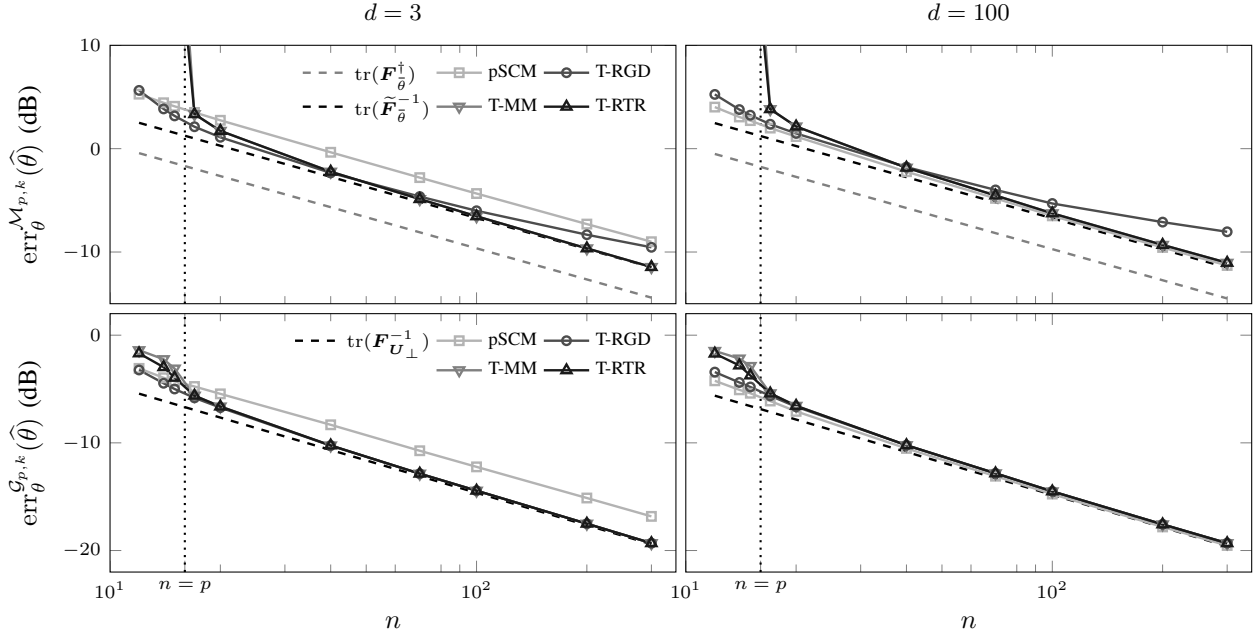 d = 3
d = 100
err_θ^{M_{p,k}}(θ̂) (dB)
10
0
−10
tr(F_θ̄^†) pSCM T-RGD
tr(F̃_θ̄^{−1}) T-MM T-RTR
err_θ^{G_{p,k}}(θ̂) (dB)
0
−10
−20
tr(F_{U⊥}^{−1}) pSCM T-RGD
T-MM T-RTR
10^1 n = p 10^2
10^1 n = p 10^2
n
n